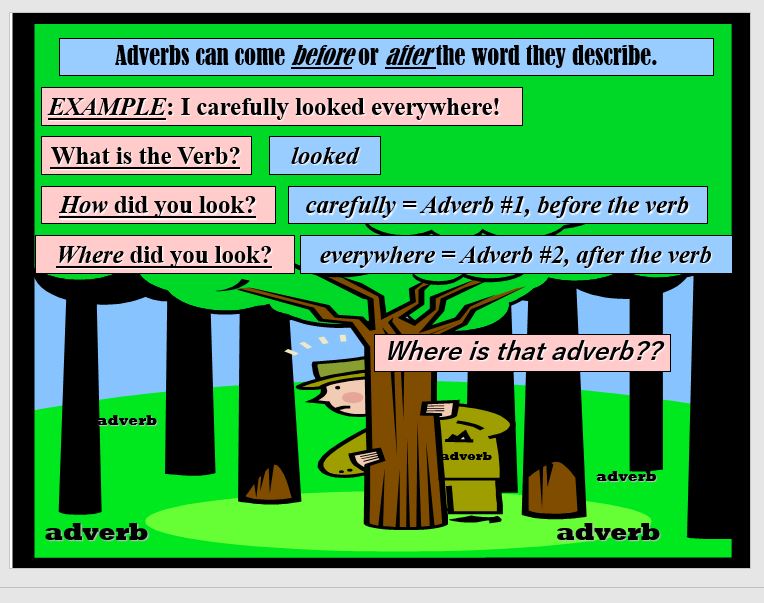 Adverbs can come before or after the word they describe.
EXAMPLE: I carefully looked everywhere!
What is the Verb? looked
How did you look? carefully = Adverb #1, before the verb
Where did you look? everywhere = Adverb #2, after the verb
Where is that adverb??
adverb
adverb
adverb
adverb
adverb